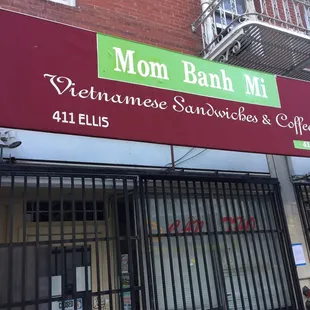 Mom Banh Mi
Vietnamese Sandwiches & Coffe
411 ELLIS